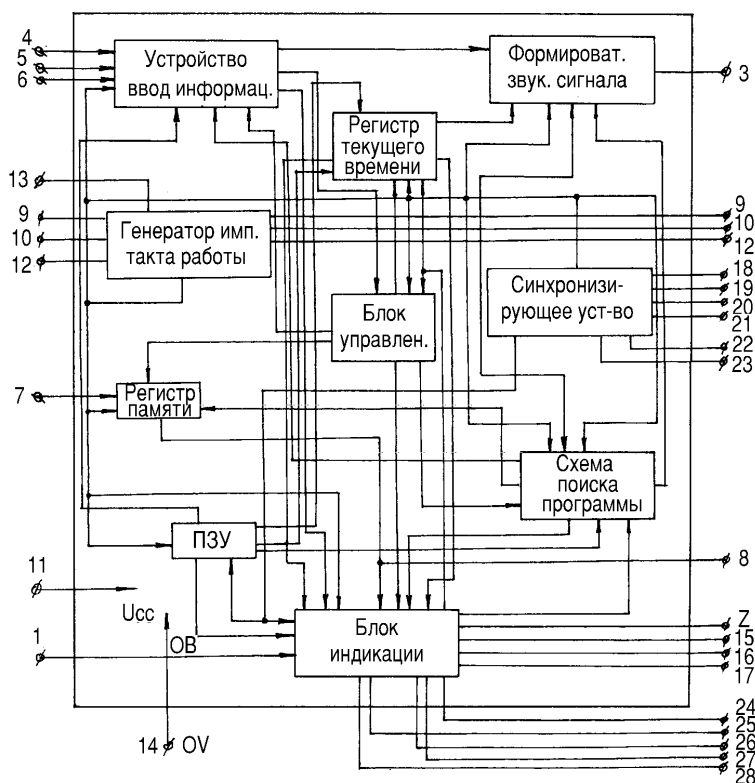 4
5
6
Устройство
ввод информац.
Формироват.
звук. сигнала
3
Регистр
текущего
времени
13
9
10
12
Генератор имп.
такта работы
9
10
12
18
19
20
21
22
23
Синхронизи-
рующее уст-во
Блок
управлен.
7
Регистр
памяти
Схема
поиска
программы
ПЗУ
11
8
Ucc
ОВ
1
Блок
индикации
Z
15
16
17
14
OV
24
25
26
27
28